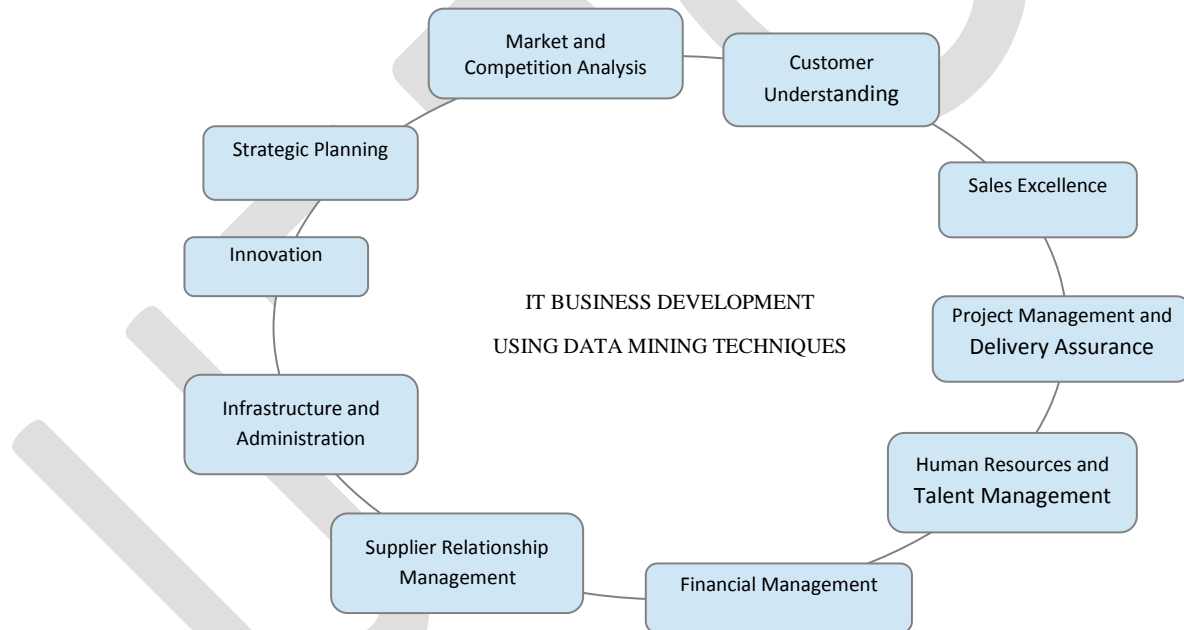 Market and
Competition Analysis
Customer
Understanding
Strategic Planning
Sales Excellence
Innovation
IT BUSINESS DEVELOPMENT
USING DATA MINING TECHNIQUES
Project Management and
Delivery Assurance
Infrastructure and
Administration
Human Resources and
Talent Management
Supplier Relationship
Management
Financial Management